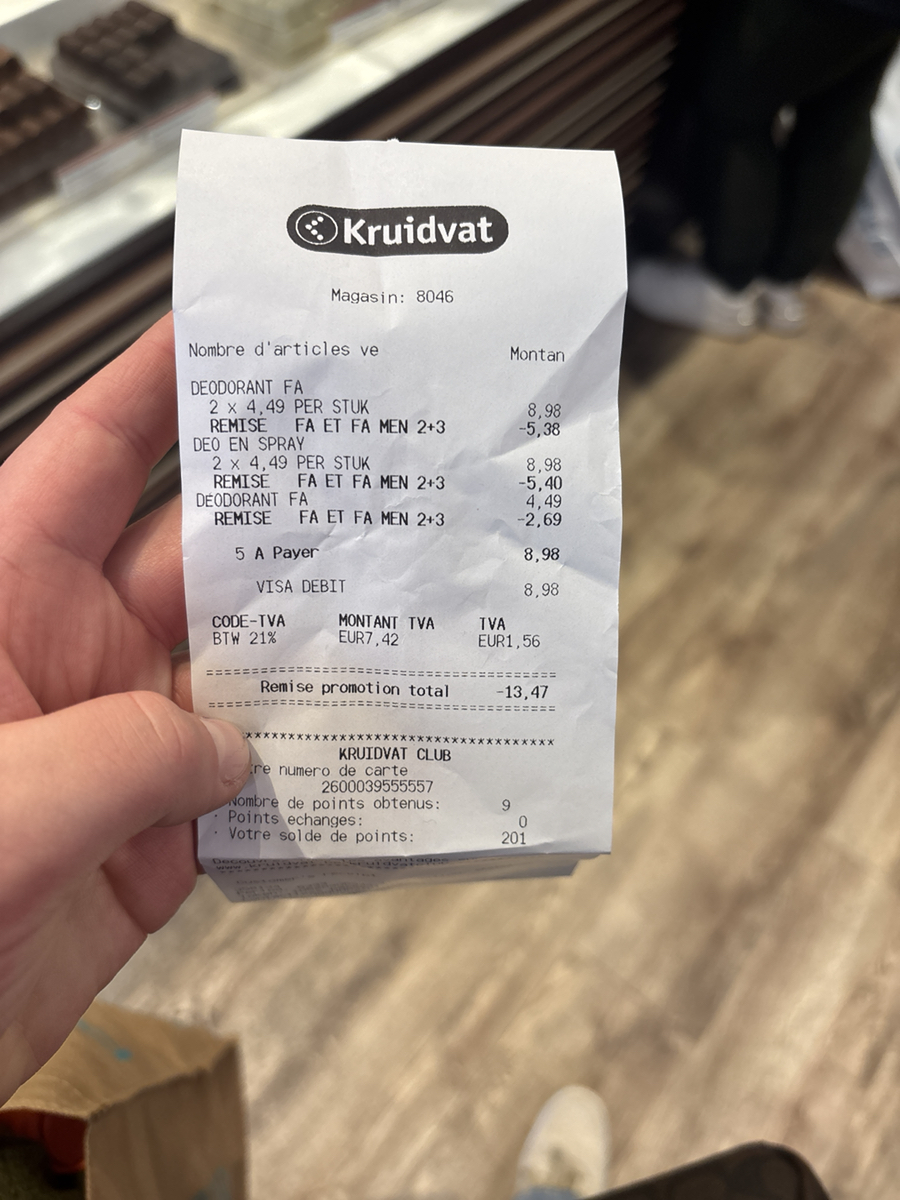 Kruidvat
Magasin: 8046
Nombre d'articles ve Montan
DEODORANT FA
2 x 4,49 PER STUK 8,98
REMISE FA ET FA MEN 2+3 -5,38
DEO EN SPRAY
2 x 4,49 PER STUK 8,98
REMISE FA ET FA MEN 2+3 -5,40
DEODORANT FA 4,49
REMISE FA ET FA MEN 2+3 -2,69
5 A Payer 8,98
VISA DEBIT 8,98
CODE-TVA MONTANT TVA TVA
BTW 21% EUR7,42 EUR1,56
==========================================
Remise promotion total -13,47
==========================================
****************************************
KRUIDVAT CLUB
numero de carte
2600039555557
Nombre de points obtenus: 9
· Points echanges: 0
· Votre solde de points: 201